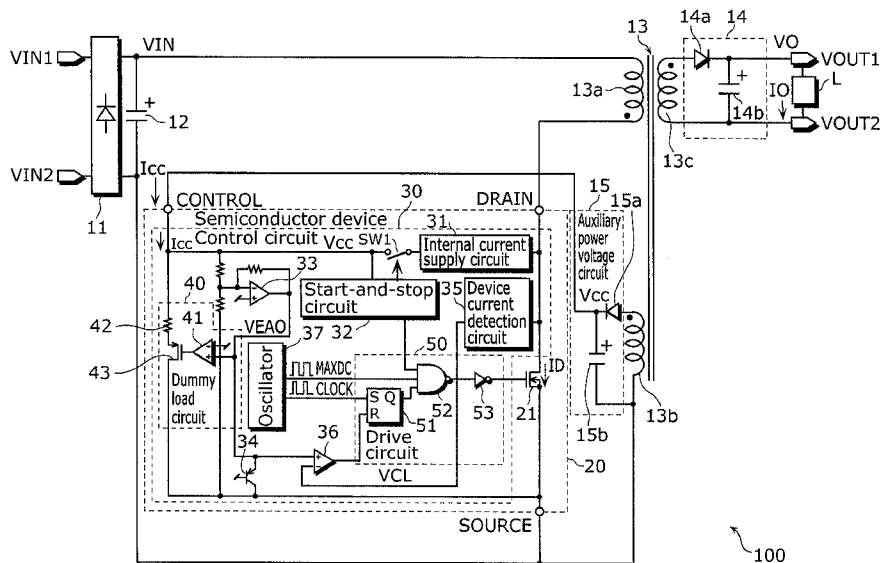 13
14a
14
VIN1
VIN
VO
VOUT1
13a
+
+
L
12
14b
IO
VOUT2
VIN2
13c
11
Icc
CONTROL
DRAIN
15
15a
Semiconductor device
30
Auxiliary
power
voltage
circuit
Icc
Control circuit
Vcc
SW1
31
Internal current
supply circuit
33
-
+
40
Start-and-stop
circuit
35
Device
current
detection
circuit
Vcc
42
41
VEAO
37
32
+
43
50
ID
Oscillator
MAXDC
CLOCK
Dummy
load
circuit
S Q
R
52
53
21
13b
51
15b
34
36
Drive circuit
+
-
20
VCL
SOURCE
100